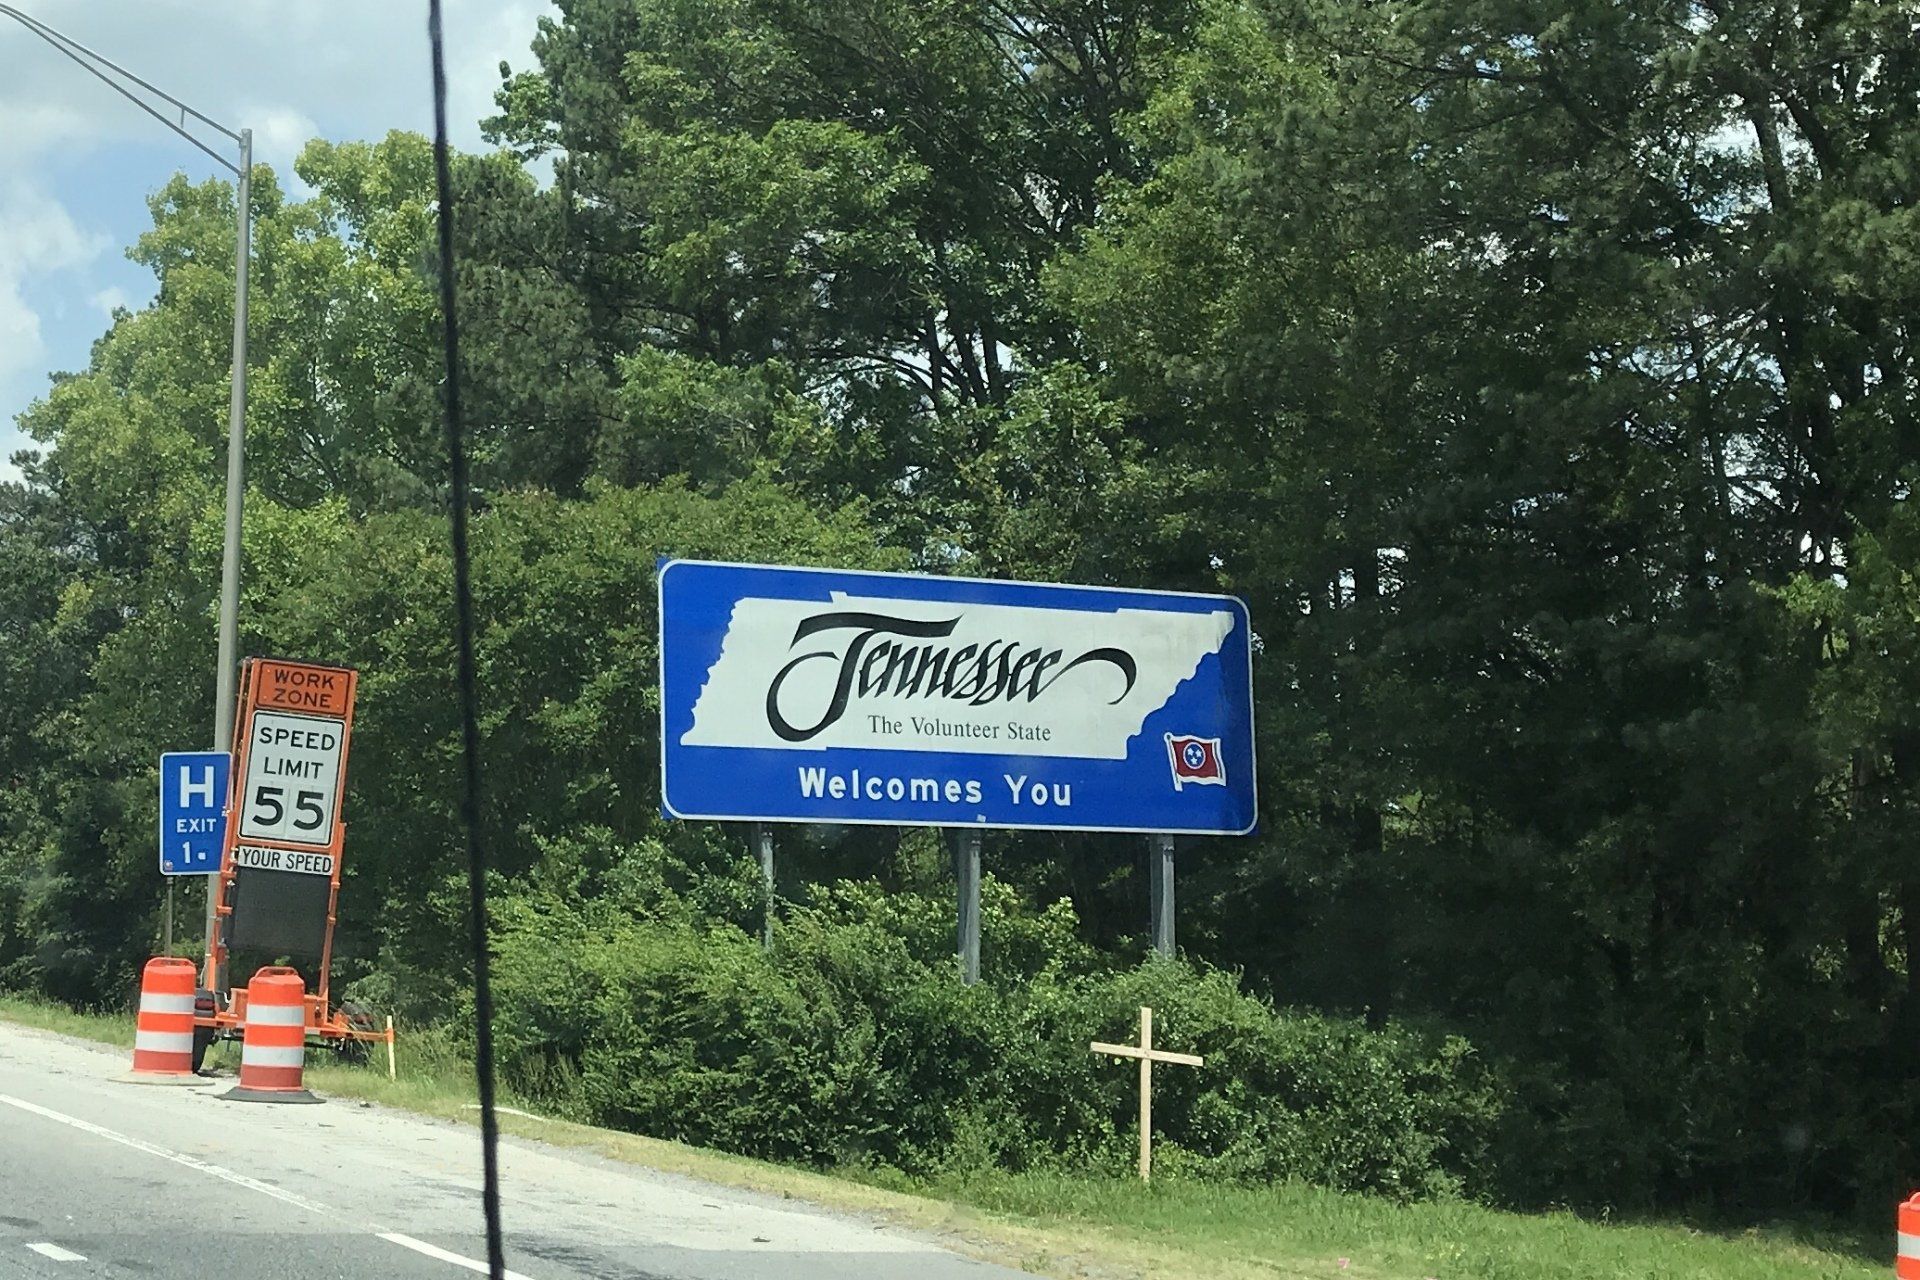 WORK
ZONE
SPEED
LIMIT
55
YOUR SPEED
H
EXIT
1
Tennessee
The Volunteer State
Welcomes You